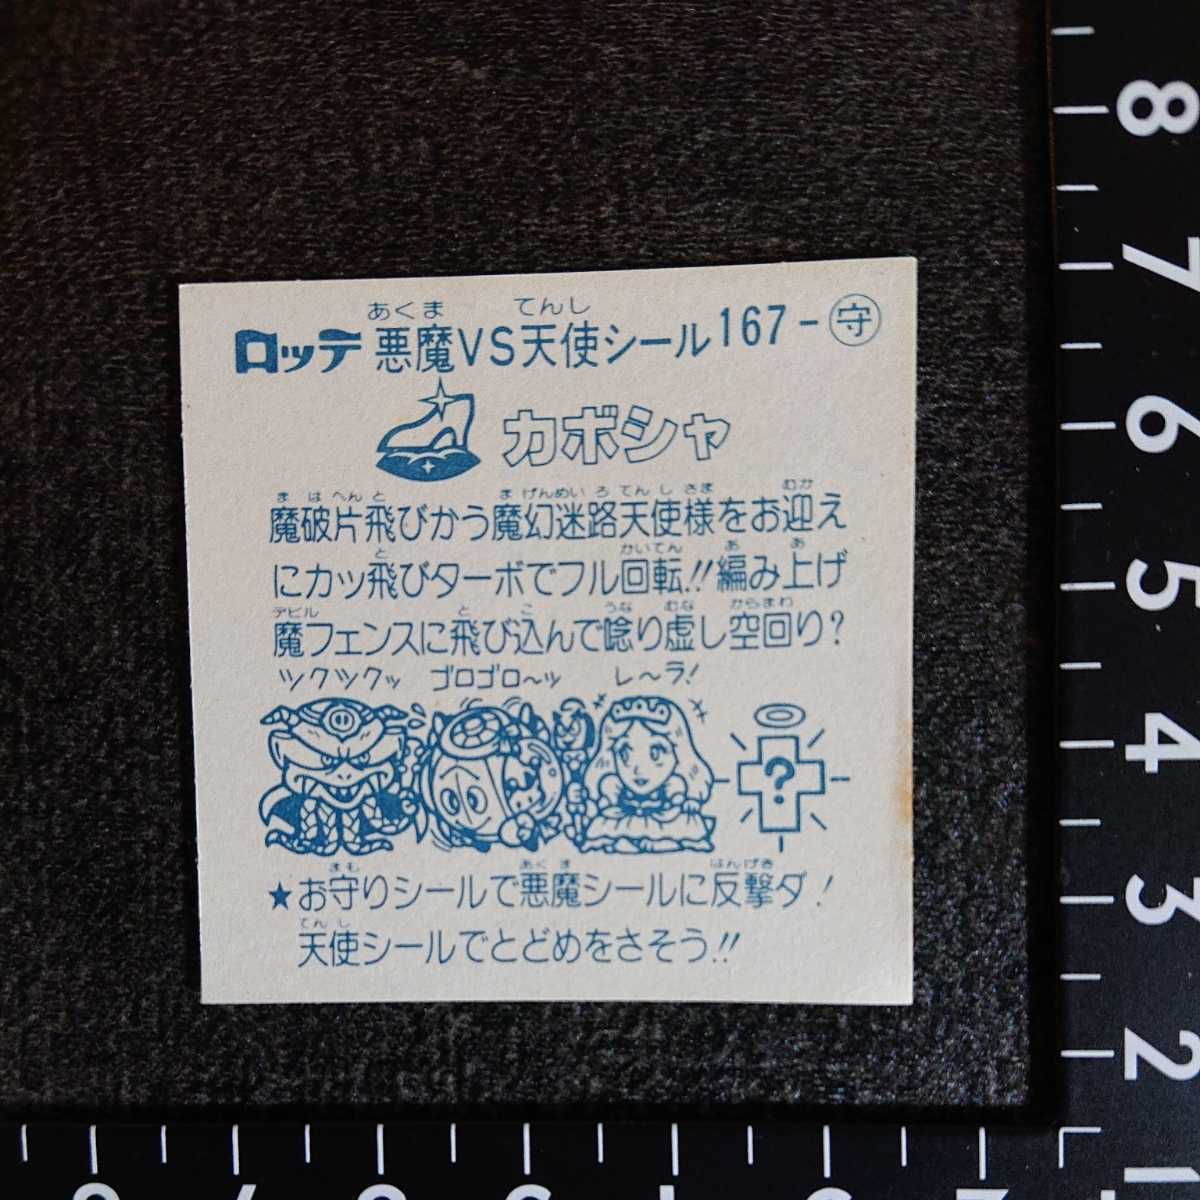 あくま てんし
ロッテ 悪魔VS天使シール 167-守
カボシャ
まはへんと まげんめいろてんしさま むか
魔破片飛びかう魔幻迷路天使様をお迎え
と かいてん あ あ
にカッ飛びターボでフル回転!!編み上げ
デビル と こ うな むな からまわ
魔フェンスに飛び込んで唸り虚し空回り?
ツクツクッ ゴロゴロ〜ッ レ〜ラ!
?
まも あくま はんげき
★お守りシールで悪魔シールに反撃ダ!
てんし
天使シールでとどめをさそう!!
8
7
6
5
4
3
2
1